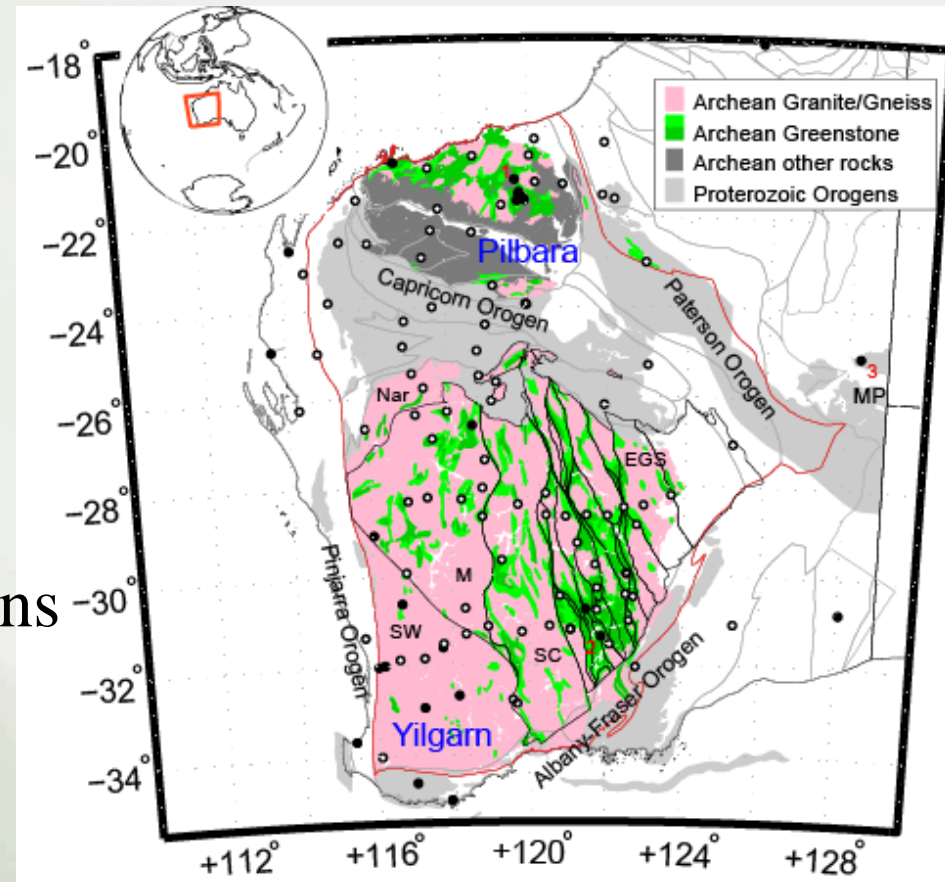 −18°
−20°
−22°
−24°
−26°
−28°
−30°
−32°
−34°
Archean Granite/Gneiss
Archean Greenstone
Archean other rocks
Proterozoic Orogens
1
Pilbara
Capricorn Orogen
Paterson Orogen
3
MP
Nar
EGS
Pinjarra Orogen
M
ns
SW
SC
2
Yilgarn
Albany-Fraser Orogen
+112°
+116°
+120°
+124°
+128°